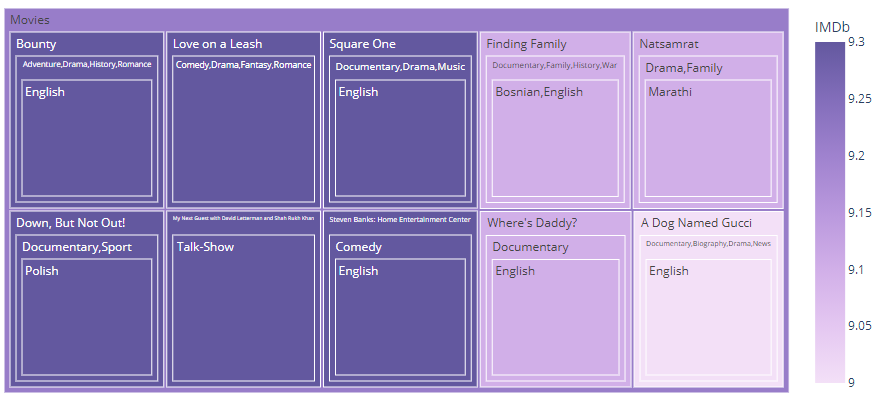 Movies
Bounty
Adventure,Drama,History,Romance
English
Love on a Leash
Comedy,Drama,Fantasy,Romance
Square One
Documentary,Drama,Music
English
Finding Family
Documentary,Family,History,War
Bosnian,English
Natsamrat
Drama,Family
Marathi
Down, But Not Out!
Documentary,Sport
Polish
My Next Guest with David Letterman and Shah Rukh Khan
Talk-Show
Steven Banks: Home Entertainment Center
Comedy
English
Where's Daddy?
Documentary
English
A Dog Named Gucci
Documentary,Biography,Drama,News
English
IMDb
9.3
9.25
9.2
9.15
9.1
9.05
9